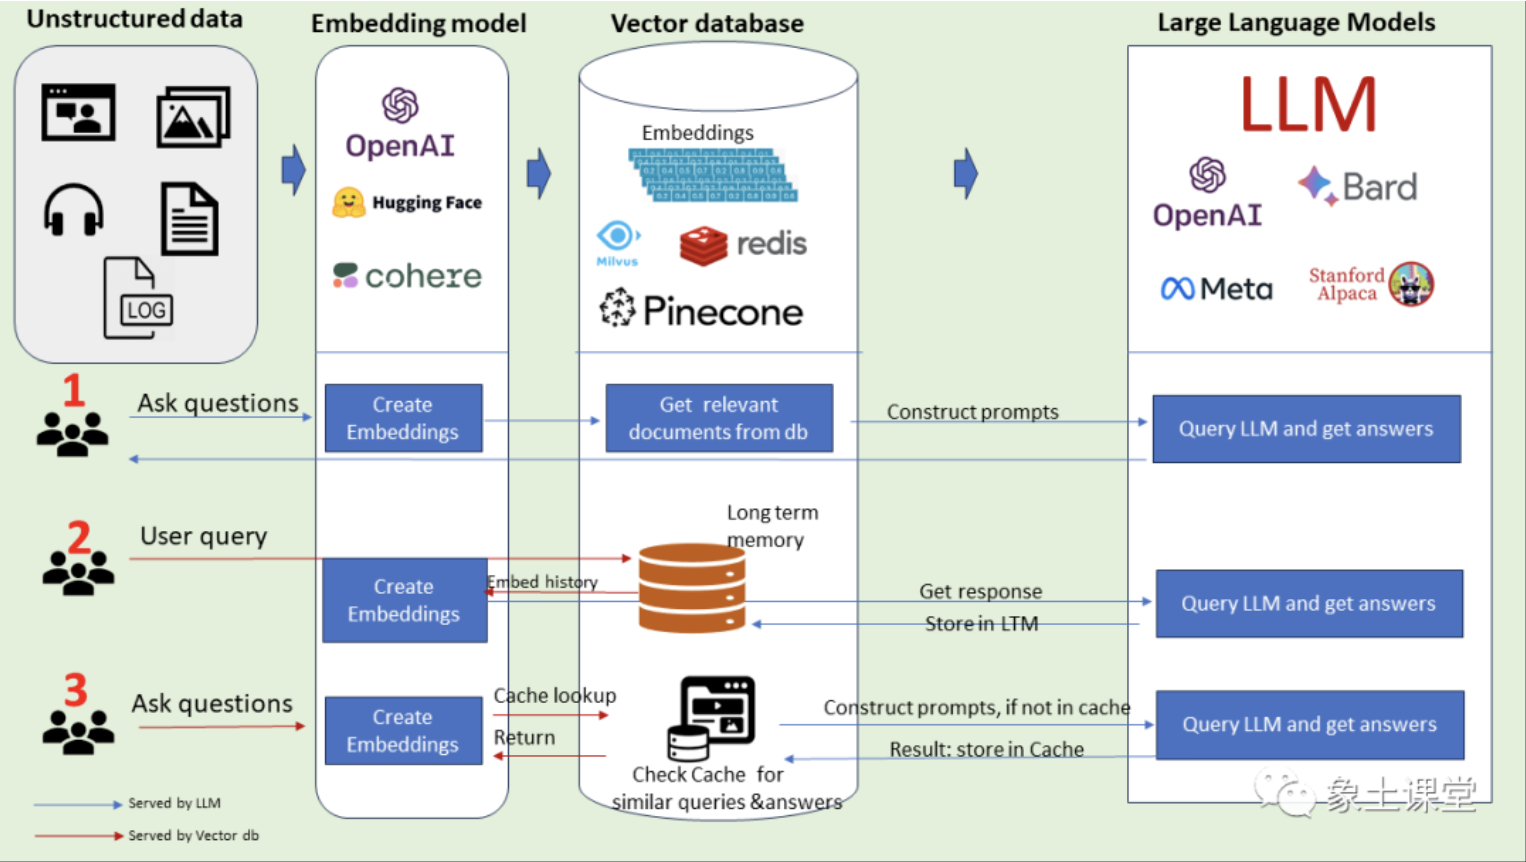 Unstructured data
Embedding model
Vector database
Large Language Models
LOG
OpenAI
Hugging Face
cohere
Embeddings
Milvus
redis
Pinecone
LLM
OpenAI
Bard
Meta
Stanford
Alpaca
1
Ask questions
Create
Embeddings
Get relevant
documents from db
Construct prompts
Query LLM and get answers
2
User query
Create
Embeddings
Embed history
Long term
memory
Get response
Store in LTM
Query LLM and get answers
3
Ask questions
Create
Embeddings
Cache lookup
Return
Check Cache for
similar queries &answers
Construct prompts, if not in cache
Result: store in Cache
Query LLM and get answers
Served by LLM
Served by Vector db
象土课堂